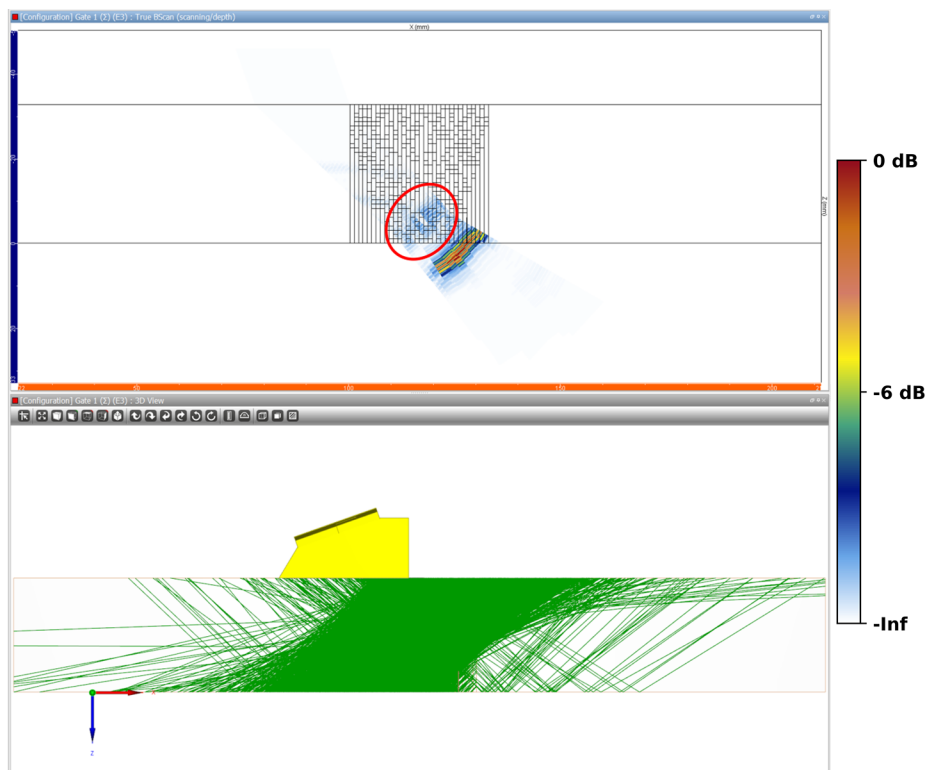 [Configuration] Gate 1 (Σ) (E3) : True BScan (scanning/depth)
X (mm)
0 dB
Z (mm)
-6 dB
50
100
150
200
[Configuration] Gate 1 (Σ) (E3) : 3D View
-Inf
X
Z